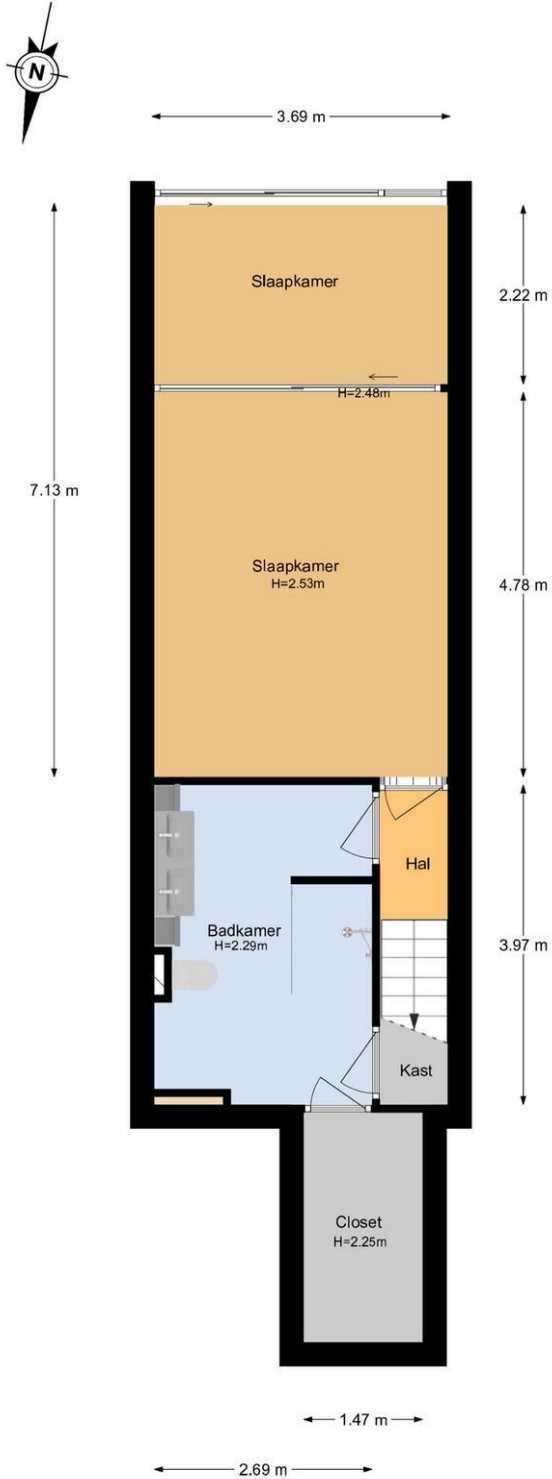 N
3.69 m
Slaapkamer
2.22 m
H=2.48m
7.13 m
Slaapkamer
H=2.53m
4.78 m
Hal
Badkamer
H=2.29m
3.97 m
Kast
Closet
H=2.25m
1.47 m
2.69 m